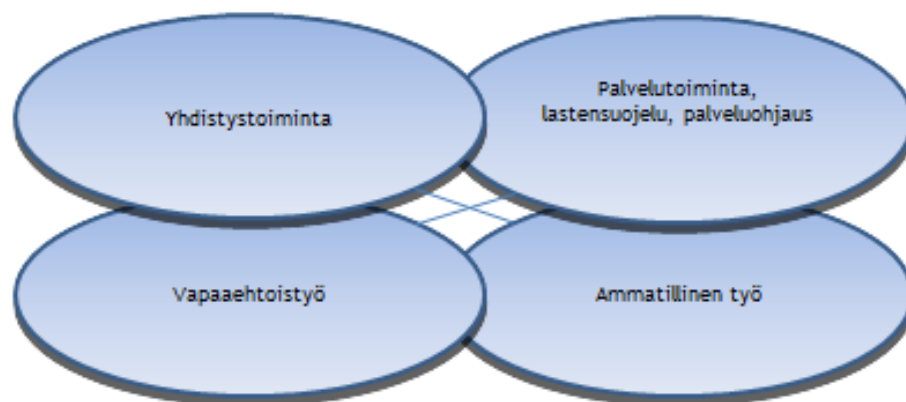 Yhdistystoiminta
Palvelutoiminta,
lastensuojelu, palveluohjaus
Vapaaehtoistyö
Ammatillinen työ